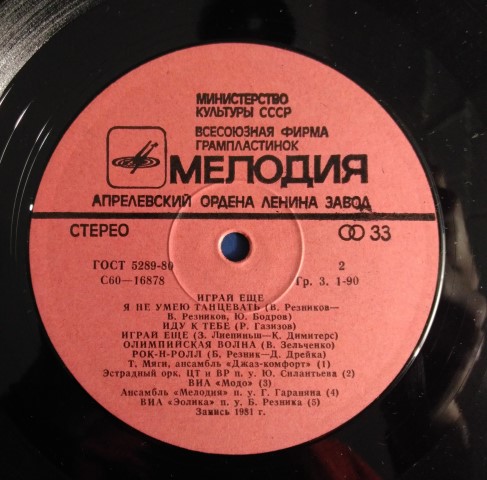 МИНИСТЕРСТВО
КУЛЬТУРЫ СССР
ВСЕСОЮЗНАЯ ФИРМА
ГРАМПЛАСТИНОК
МЕЛОДИЯ
АПРЕЛЕВСКИЙ ОРДЕНА ЛЕНИНА ЗАВОД
СТЕРЕО 33
ГОСТ 5289-80 2
С60—16878 Гр. 3. 1-90
ИГРАЙ ЕЩЕ
Я НЕ УМЕЮ ТАНЦЕВАТЬ (В. Резников—
В. Резников, Ю. Бодров)
ИДУ К ТЕБЕ (Р. Газизов)
ИГРАЙ ЕЩЕ (З. Лиепиньш—К. Димитерс)
ОЛИМПИЙСКАЯ ВОЛНА (В. Зельченко)
РОК-Н-РОЛЛ (Б. Резник—Д. Дрейка)
Т. Мяги, ансамбль «Джаз-комфорт» (1)
Эстрадный орк. ЦТ и ВР п. у. Ю. Силантьева (2)
ВИА «Модо» (3)
Ансамбль «Мелодия» п. у. Г. Гараняна (4)
ВИА «Эолика» п. у. Б. Резника (5)
Запись 1981 г.